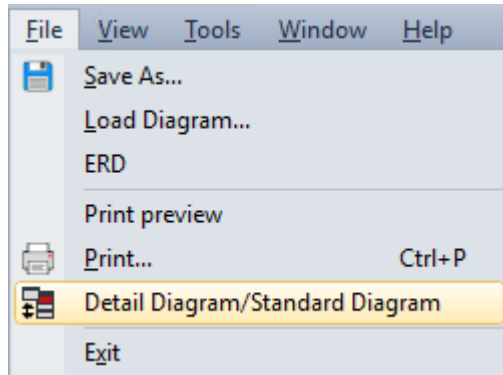 File View Tools Window Help
Save As...
Load Diagram...
ERD
Print preview
Print... Ctrl+P
Detail Diagram/Standard Diagram
Exit